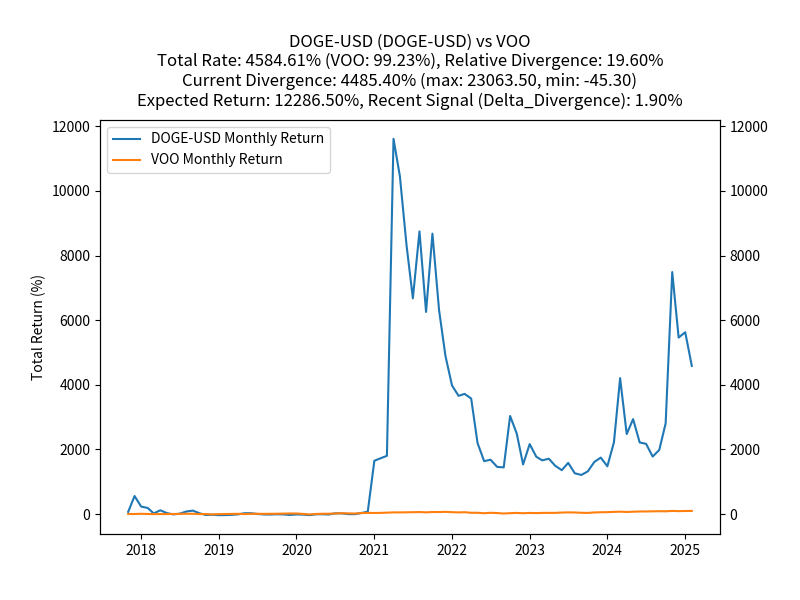 DOGE-USD (DOGE-USD) vs VOO
Total Rate: 4584.61% (VOO: 99.23%), Relative Divergence: 19.60%
Current Divergence: 4485.40% (max: 23063.50, min: -45.30)
Expected Return: 12286.50%, Recent Signal (Delta_Divergence): 1.90%
DOGE-USD Monthly Return
VOO Monthly Return
Total Return (%)
12000
10000
8000
6000
4000
2000
0
12000
10000
8000
6000
4000
2000
0
2018 2019 2020 2021 2022 2023 2024 2025